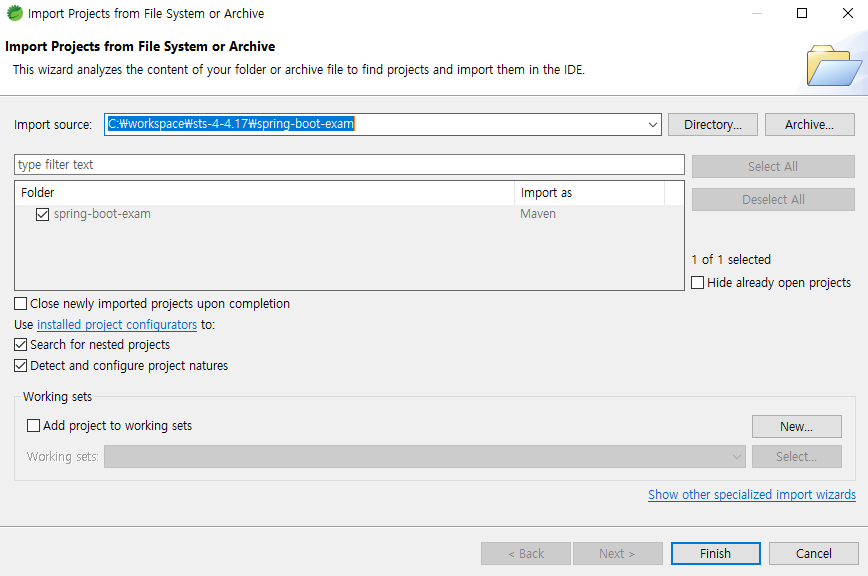 Import Projects from File System or Archive
Import Projects from File System or Archive
This wizard analyzes the content of your folder or archive file to find projects and import them in the IDE.
Import source: C:₩workspace₩sts-4-4.17₩spring-boot-exam Directory... Archive...
type filter text Select All
Folder Import as Deselect All
spring-boot-exam Maven
1 of 1 selected
Hide already open projects
Close newly imported projects upon completion
Use installed project configurators to:
Search for nested projects
Detect and configure project natures
Working sets
Add project to working sets New...
Working sets: Select...
Show other specialized import wizards
< Back Next > Finish Cancel